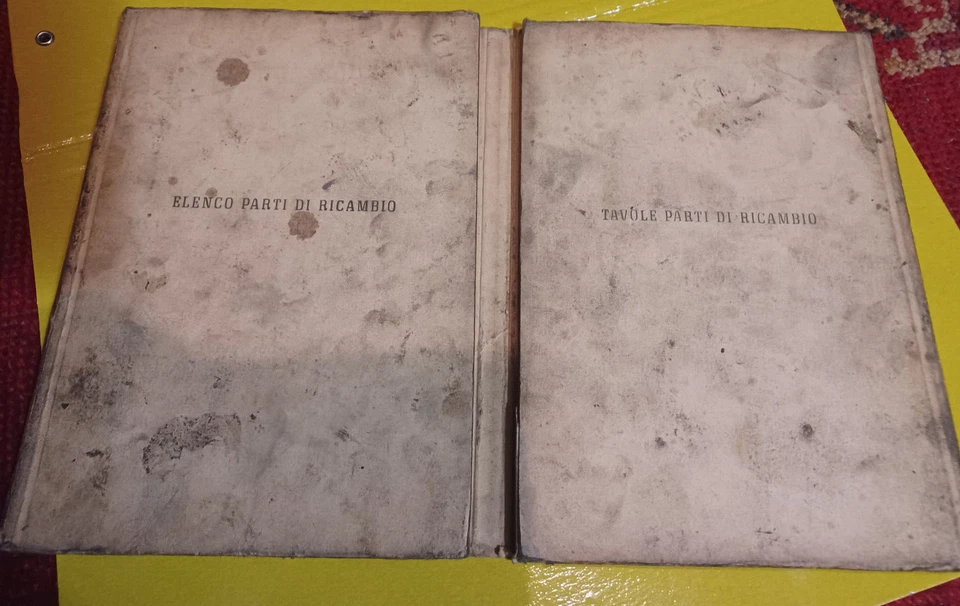 ELENCO PARTI DI RICAMBIO
TAVOLE PARTI DI RICAMBIO